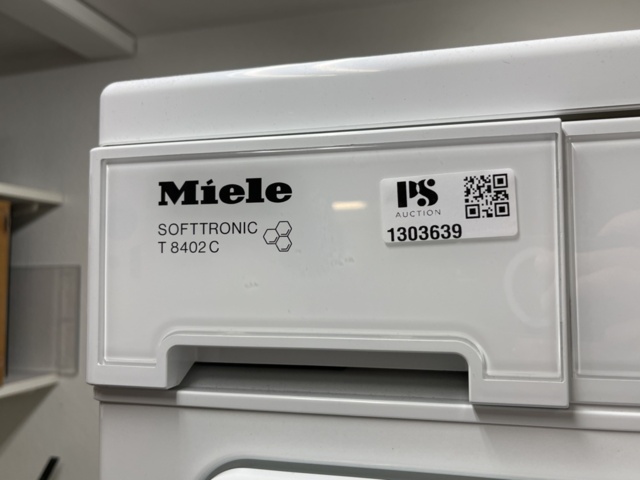 Miele
SOFTTRONIC
T 8402 C
PS
AUCTION
1303639